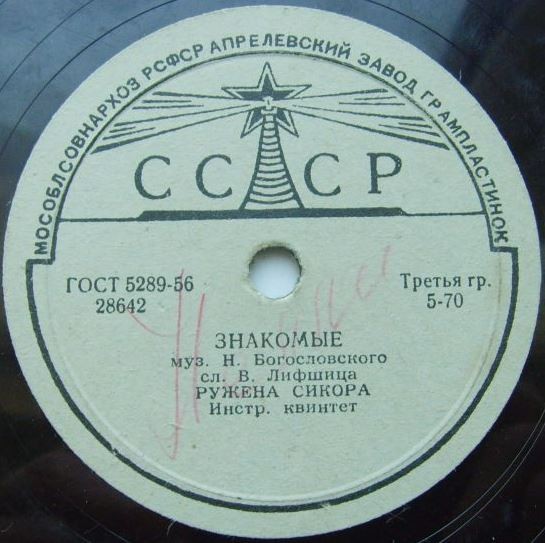 МОСОБЛСОВНАРХОЗ РСФСР АПРЕЛЕВСКИЙ ЗАВОД ГРАМПЛАСТИНОК
СССР
ГОСТ 5289-56
28642
Третья гр.
5-70
ЗНАКОМЫЕ
муз. Н. Богословского
сл. В. Лифшица
РУЖЕНА СИКОРА
Инстр. квинтет